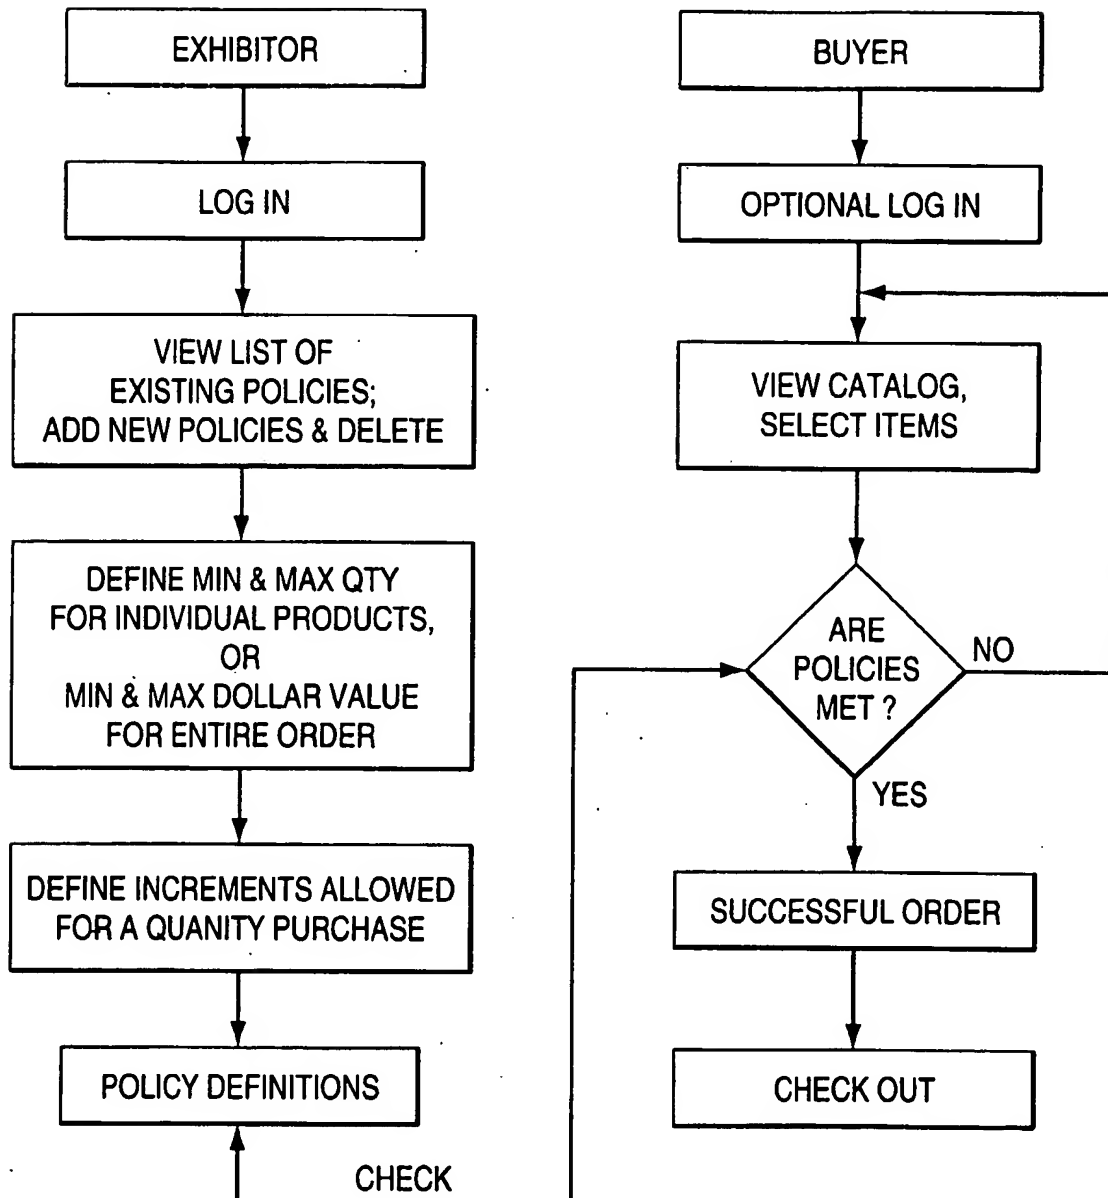 EXHIBITOR
LOG IN
VIEW LIST OF
EXISTING POLICIES;
ADD NEW POLICIES & DELETE
DEFINE MIN & MAX QTY
FOR INDIVIDUAL PRODUCTS,
OR
MIN & MAX DOLLAR VALUE
FOR ENTIRE ORDER
DEFINE INCREMENTS ALLOWED
FOR A QUANITY PURCHASE
POLICY DEFINITIONS
CHECK
BUYER
OPTIONAL LOG IN
VIEW CATALOG,
SELECT ITEMS
ARE
POLICIES
MET ?
NO
YES
SUCCESSFUL ORDER
CHECK OUT